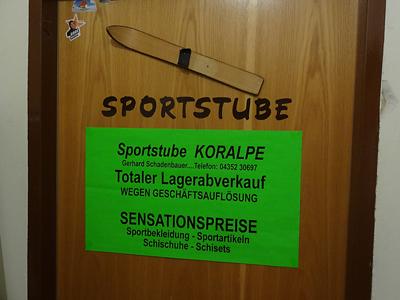 SPORTSTUBE
Sportstube KORALPE
Gerhard Schadenbauer....Telefon: 04352 30697
Totaler Lagerabverkauf
WEGEN GESCHÄFTSAUFLÖSUNG
SENSATIONSPREISE
Sportbekleidung - Sportartikeln
Schischuhe - Schisets